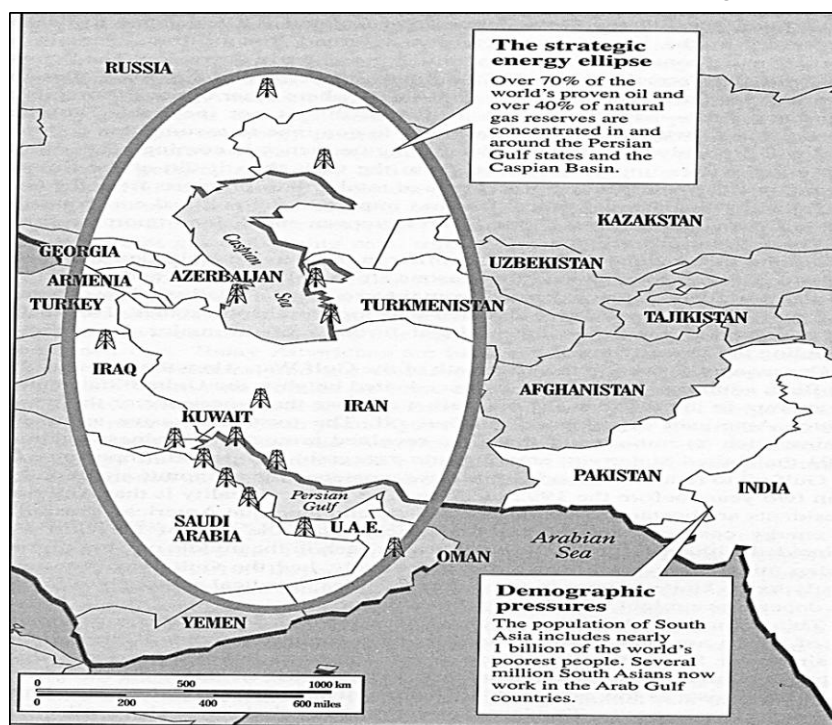 The strategic
energy ellipse
Over 70% of the
world's proven oil and
over 40% of natural
gas reserves are
concentrated in and
around the Persian
Gulf states and the
Caspian Basin.
RUSSIA
KAZAKSTAN
GEORGIA
Caspian
Sea
UZBEKISTAN
ARMENIA
AZERBALJAN
TURKEY
TURKMENISTAN
TAJIKISTAN
IRAQ
AFGHANISTAN
KUWAIT
IRAN
PAKISTAN
INDIA
Persian
Gulf
SAUDI
ARABIA
U.A.E.
OMAN
Arabian
Sea
YEMEN
Demographic
pressures
The population of South
Asia includes nearly
1 billion of the world's
poorest people. Several
million South Asians now
work in the Arab Gulf
countries.
0 500 1000 km
0 200 400 600 miles